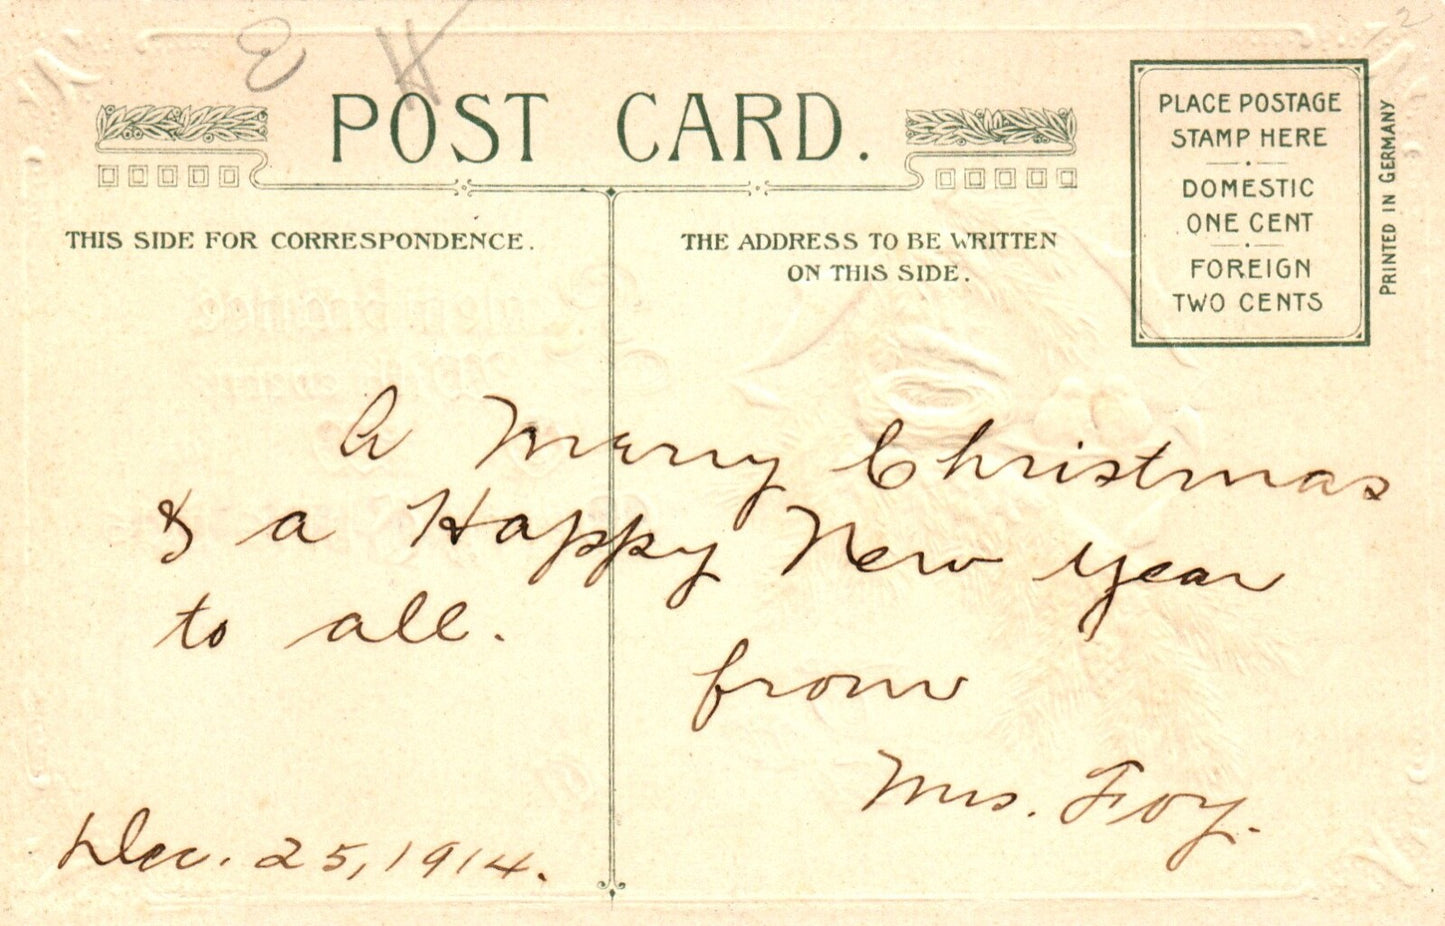 POST CARD.
THIS SIDE FOR CORRESPONDENCE.
THE ADDRESS TO BE WRITTEN
ON THIS SIDE.
PLACE POSTAGE
STAMP HERE
DOMESTIC
ONE CENT
FOREIGN
TWO CENTS
PRINTED IN GERMANY
A Merry Christmas
& a Happy New Year
to all.
from
Mrs. Foy.
Dec. 25, 1914.